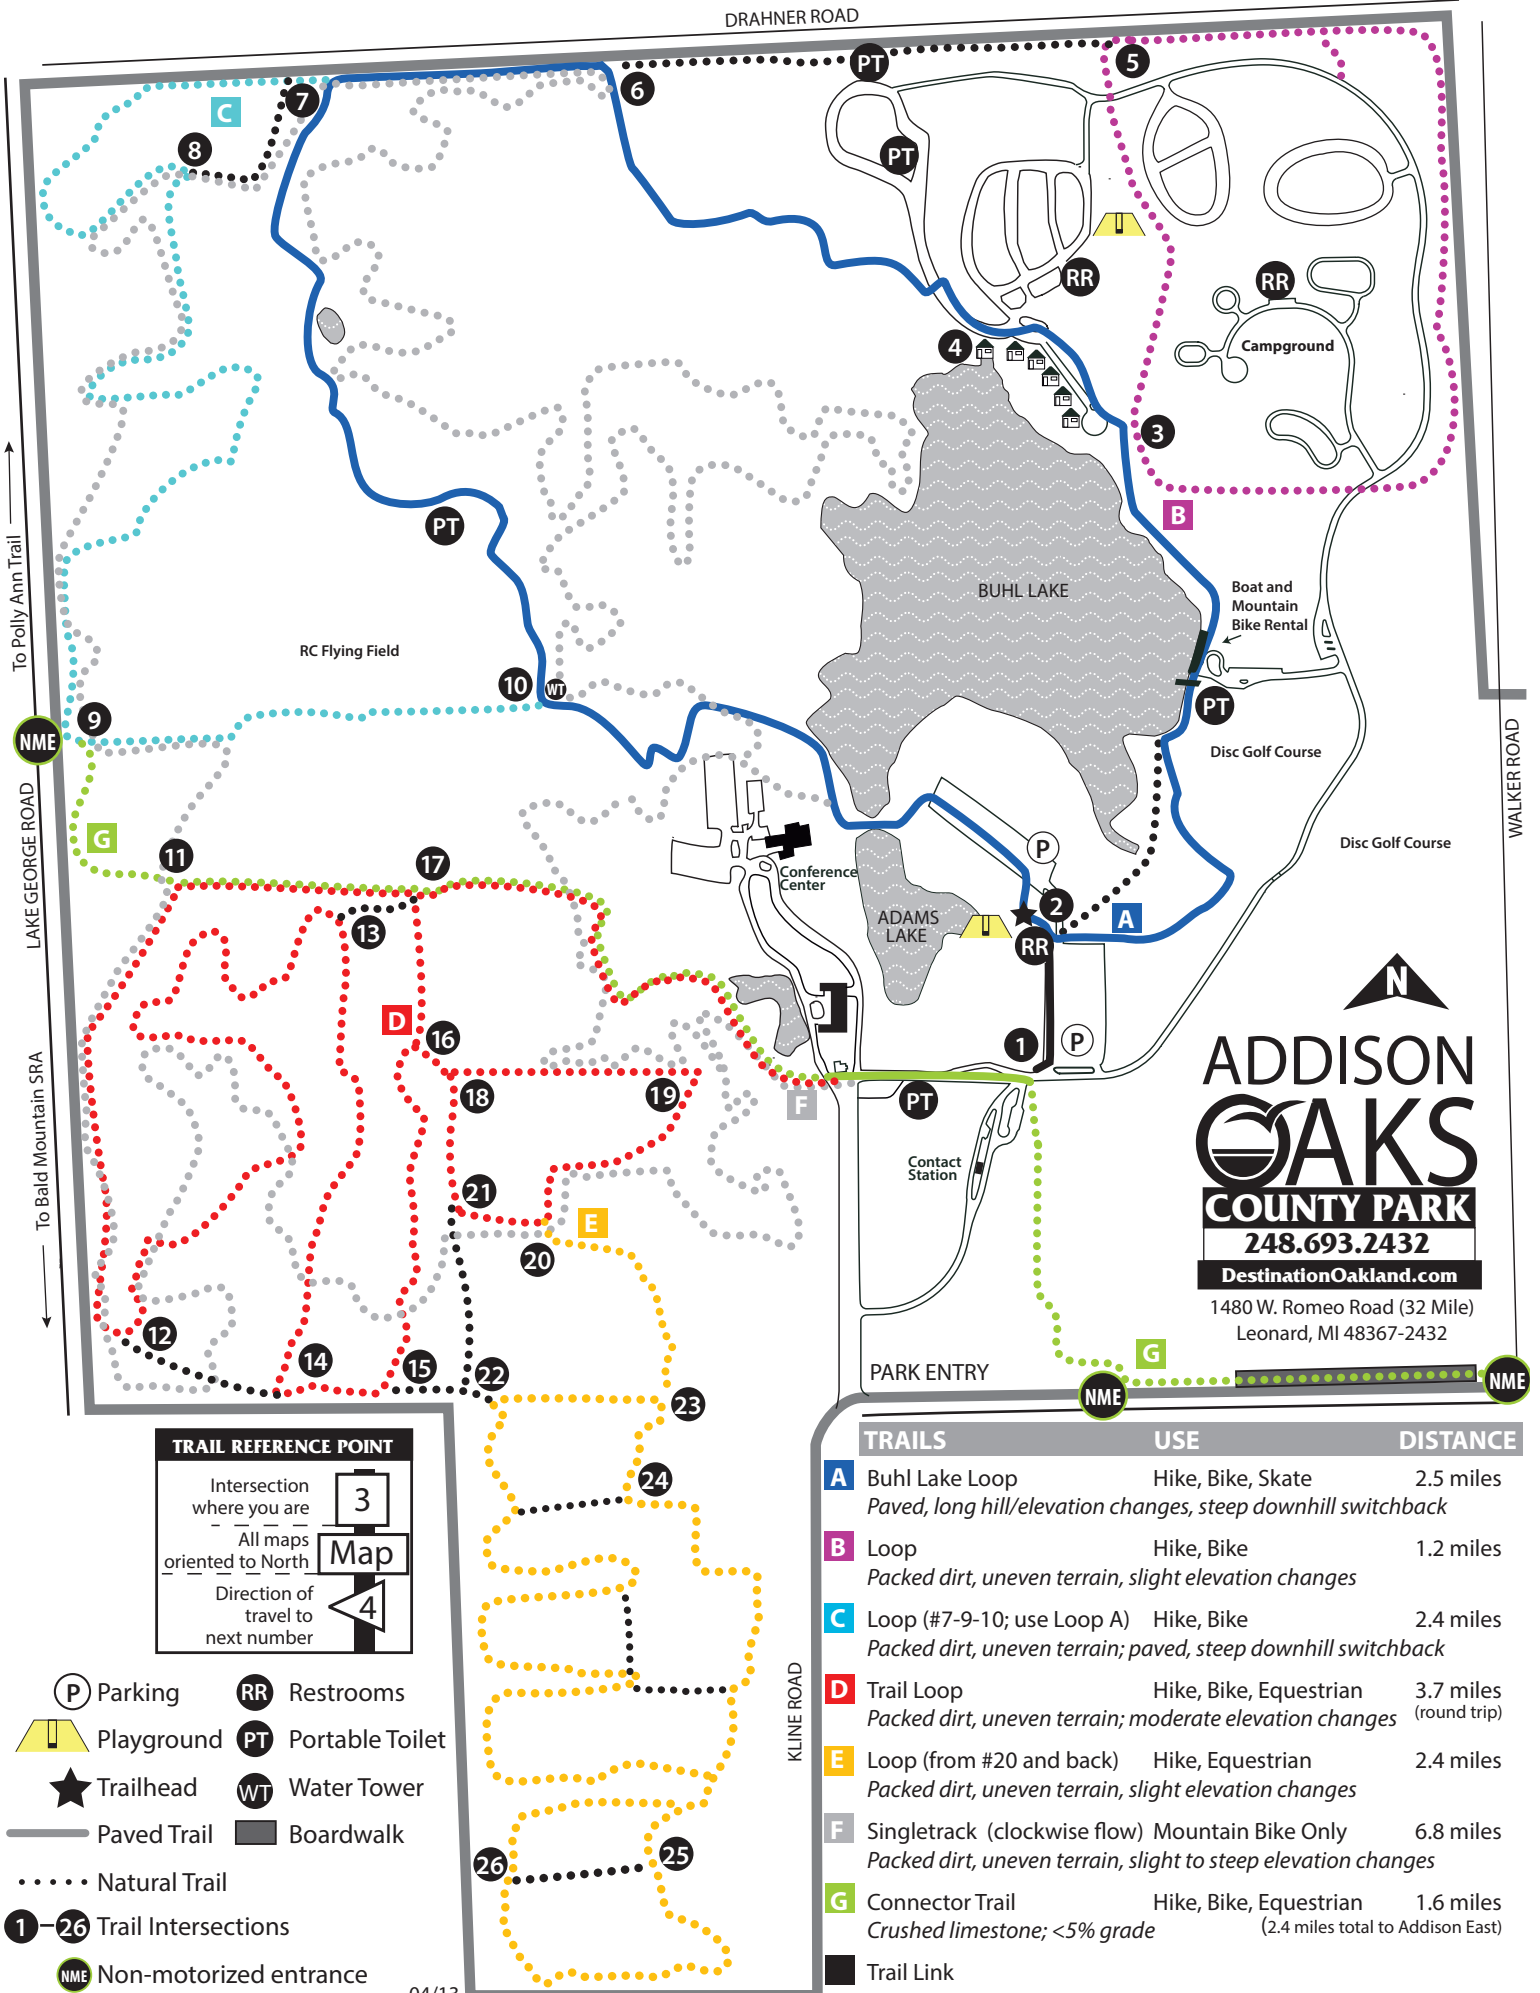 DRAHNER ROAD
PT
5
6
7
C
8
PT
RR
RR
4
Campground
3
B
PT
BUHL LAKE
Boat and
Mountain
Bike Rental
To Polly Ann Trail
RC Flying Field
10
WT
9
NME
PT
Disc Golf Course
WALKER ROAD
LAKE GEORGE ROAD
G
11
17
P
Disc Golf Course
Conference
Center
13
ADAMS
LAKE
2
A
RR
N
D
16
1
P
To Bald Mountain SRA
18
19
F
PT
ADDISON
OAKS
COUNTY PARK
248.693.2432
DestinationOakland.com
1480 W. Romeo Road (32 Mile)
Leonard, MI 48367-2432
Contact
Station
21
E
20
12
14
15
22
23
G
PARK ENTRY
NME
NME
24
TRAIL REFERENCE POINT
Intersection
where you are
3
All maps
oriented to North
Map
Direction of
travel to
next number
4
TRAILS USE DISTANCE
A Buhl Lake Loop Hike, Bike, Skate 2.5 miles
Paved, long hill/elevation changes, steep downhill switchback
B Loop Hike, Bike 1.2 miles
Packed dirt, uneven terrain, slight elevation changes
C Loop (#7-9-10; use Loop A) Hike, Bike 2.4 miles
Packed dirt, uneven terrain; paved, steep downhill switchback
D Trail Loop Hike, Bike, Equestrian 3.7 miles
Packed dirt, uneven terrain; moderate elevation changes (round trip)
E Loop (from #20 and back) Hike, Equestrian 2.4 miles
Packed dirt, uneven terrain, slight elevation changes
F Singletrack (clockwise flow) Mountain Bike Only 6.8 miles
Packed dirt, uneven terrain, slight to steep elevation changes
G Connector Trail Hike, Bike, Equestrian 1.6 miles
Crushed limestone; <5% grade (2.4 miles total to Addison East)
Trail Link
KLINE ROAD
25
26
P Parking RR Restrooms
Playground PT Portable Toilet
Trailhead WT Water Tower
Paved Trail Boardwalk
Natural Trail
1–26 Trail Intersections
NME Non-motorized entrance
04/13